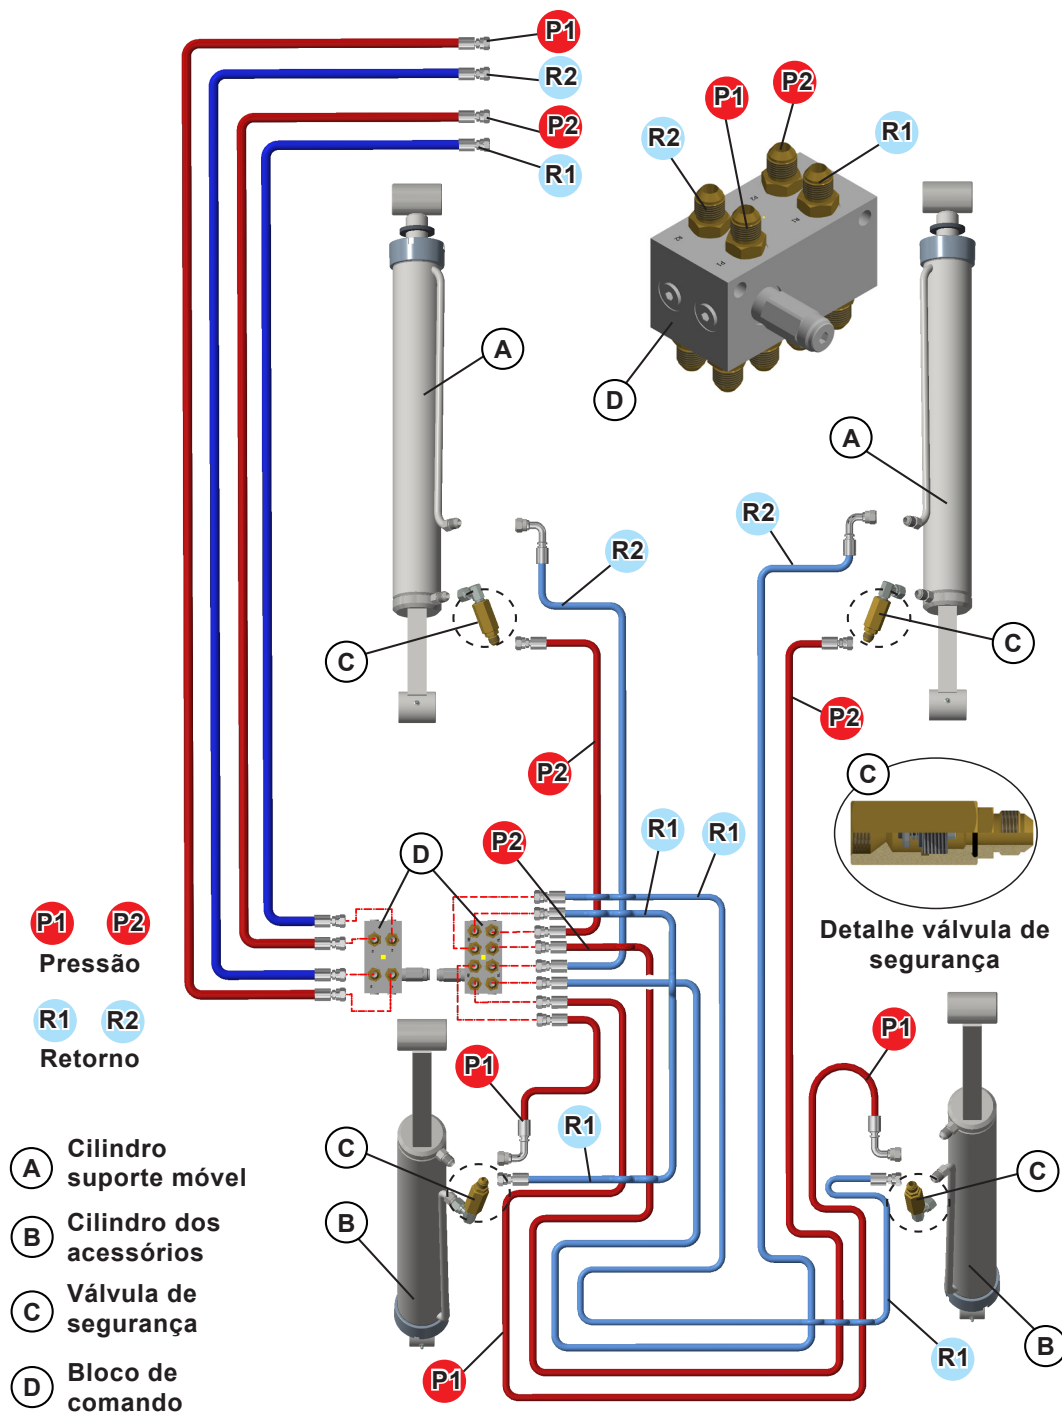 P1
R2
P2
R1
P2
P1
R2
R1
A
D
A
R2
R2
C
C
P2
P2
C
R1
R1
P2
D
Detalhe válvula de
segurança
P1 P2
Pressão
R1 R2
Retorno
P1
P1
R1
C
C
B
B
P1
R1
A Cilindro
suporte móvel
B Cilindro dos
acessórios
C Válvula de
segurança
D Bloco de
comando